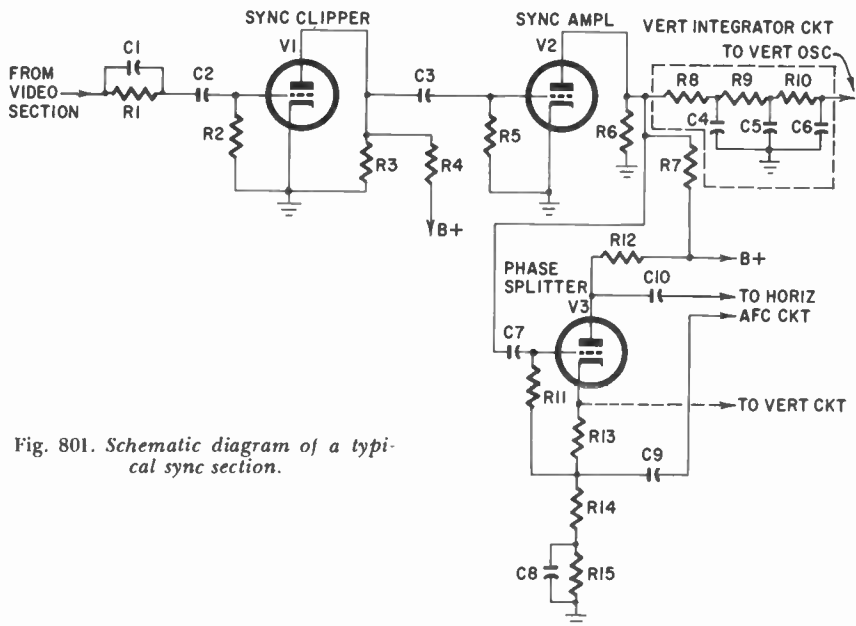 SYNC CLIPPER
SYNC AMPL
VERT INTEGRATOR CKT
TO VERT OSC
C1
V1
V2
FROM
VIDEO
SECTION
R1
C2
C3
R8
R9
R10
C4
C5
C6
R2
R3
R4
R5
R6
R7
B+
R12
B+
PHASE
SPLITTER
V3
C10
TO HORIZ
AFC CKT
C7
R11
TO VERT CKT
R13
C9
Fig. 801. Schematic diagram of a typi-
cal sync section.
R14
C8
R15